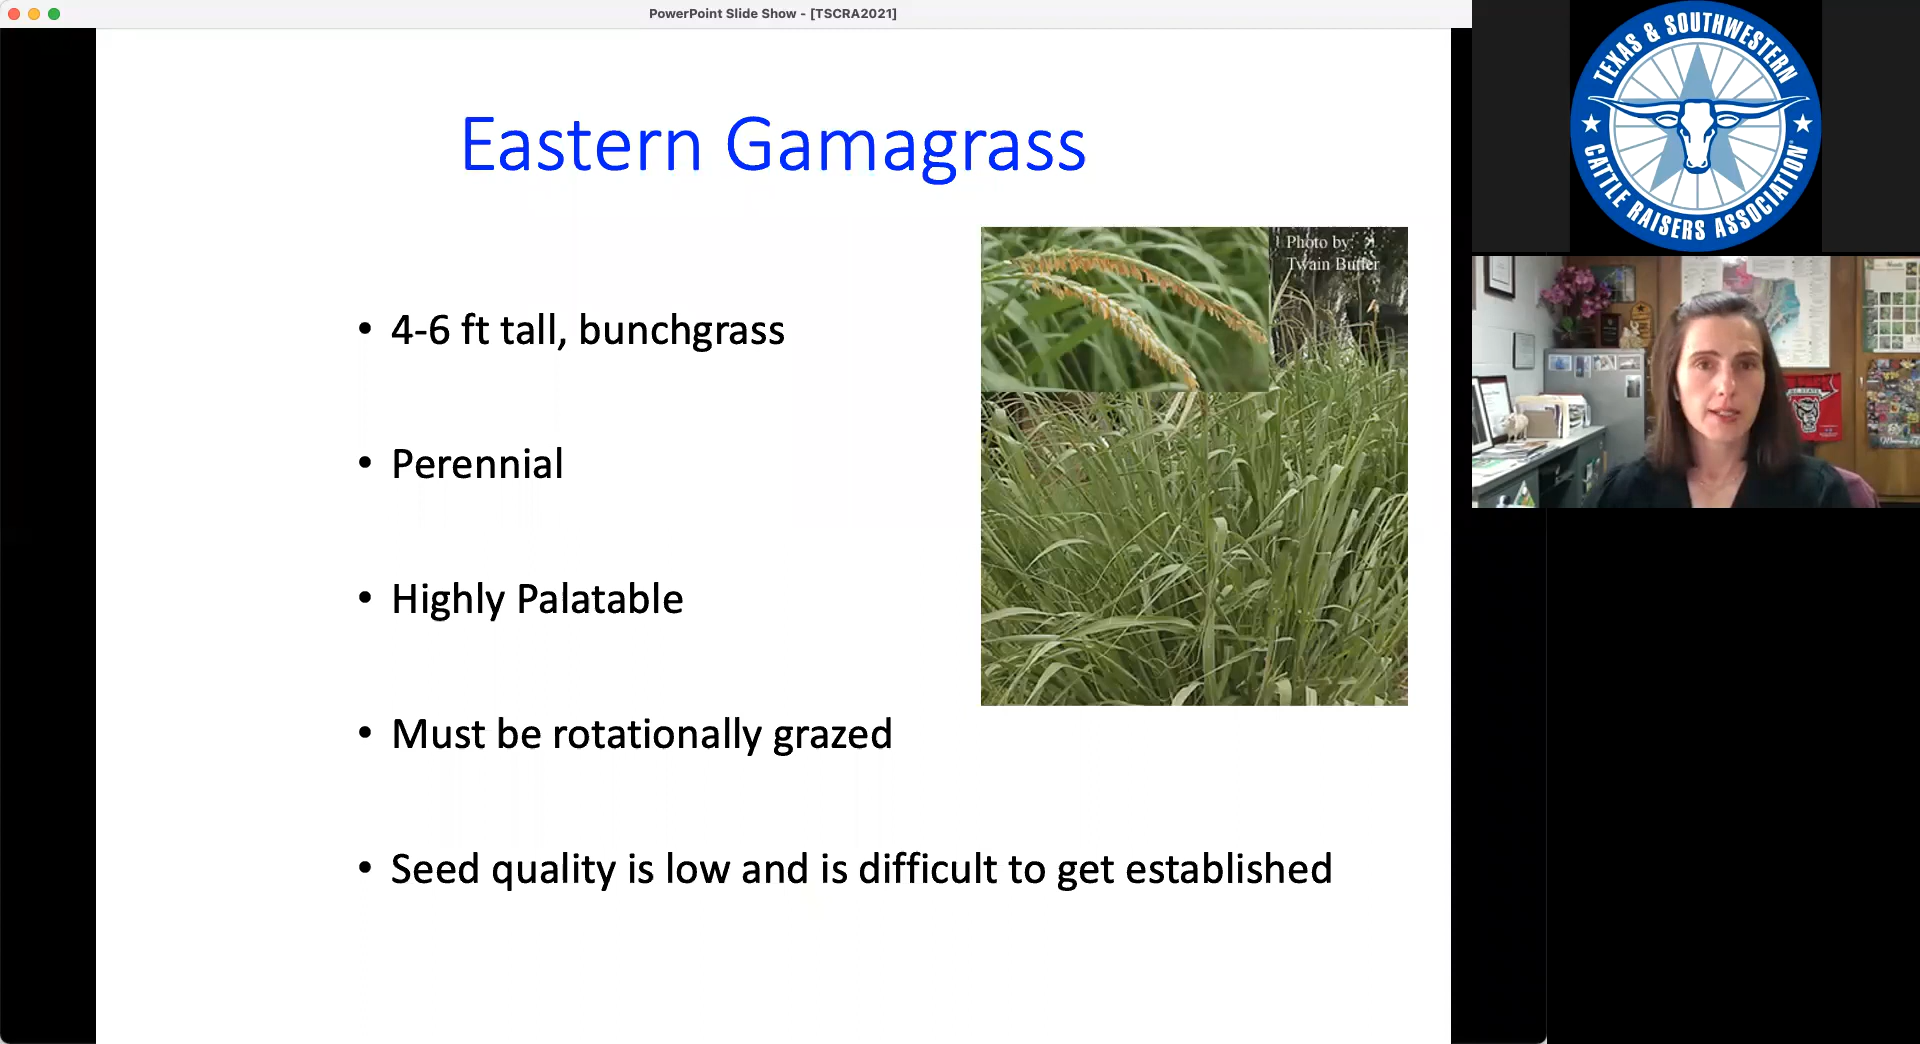 PowerPoint Slide Show - [TSCRA2021]
Eastern Gamagrass
• 4-6 ft tall, bunchgrass
• Perennial
• Highly Palatable
• Must be rotationally grazed
• Seed quality is low and is difficult to get established
Photo by:
Twain Butler
TEXAS & SOUTHWESTERN
CATTLE RAISERS ASSOCIATION